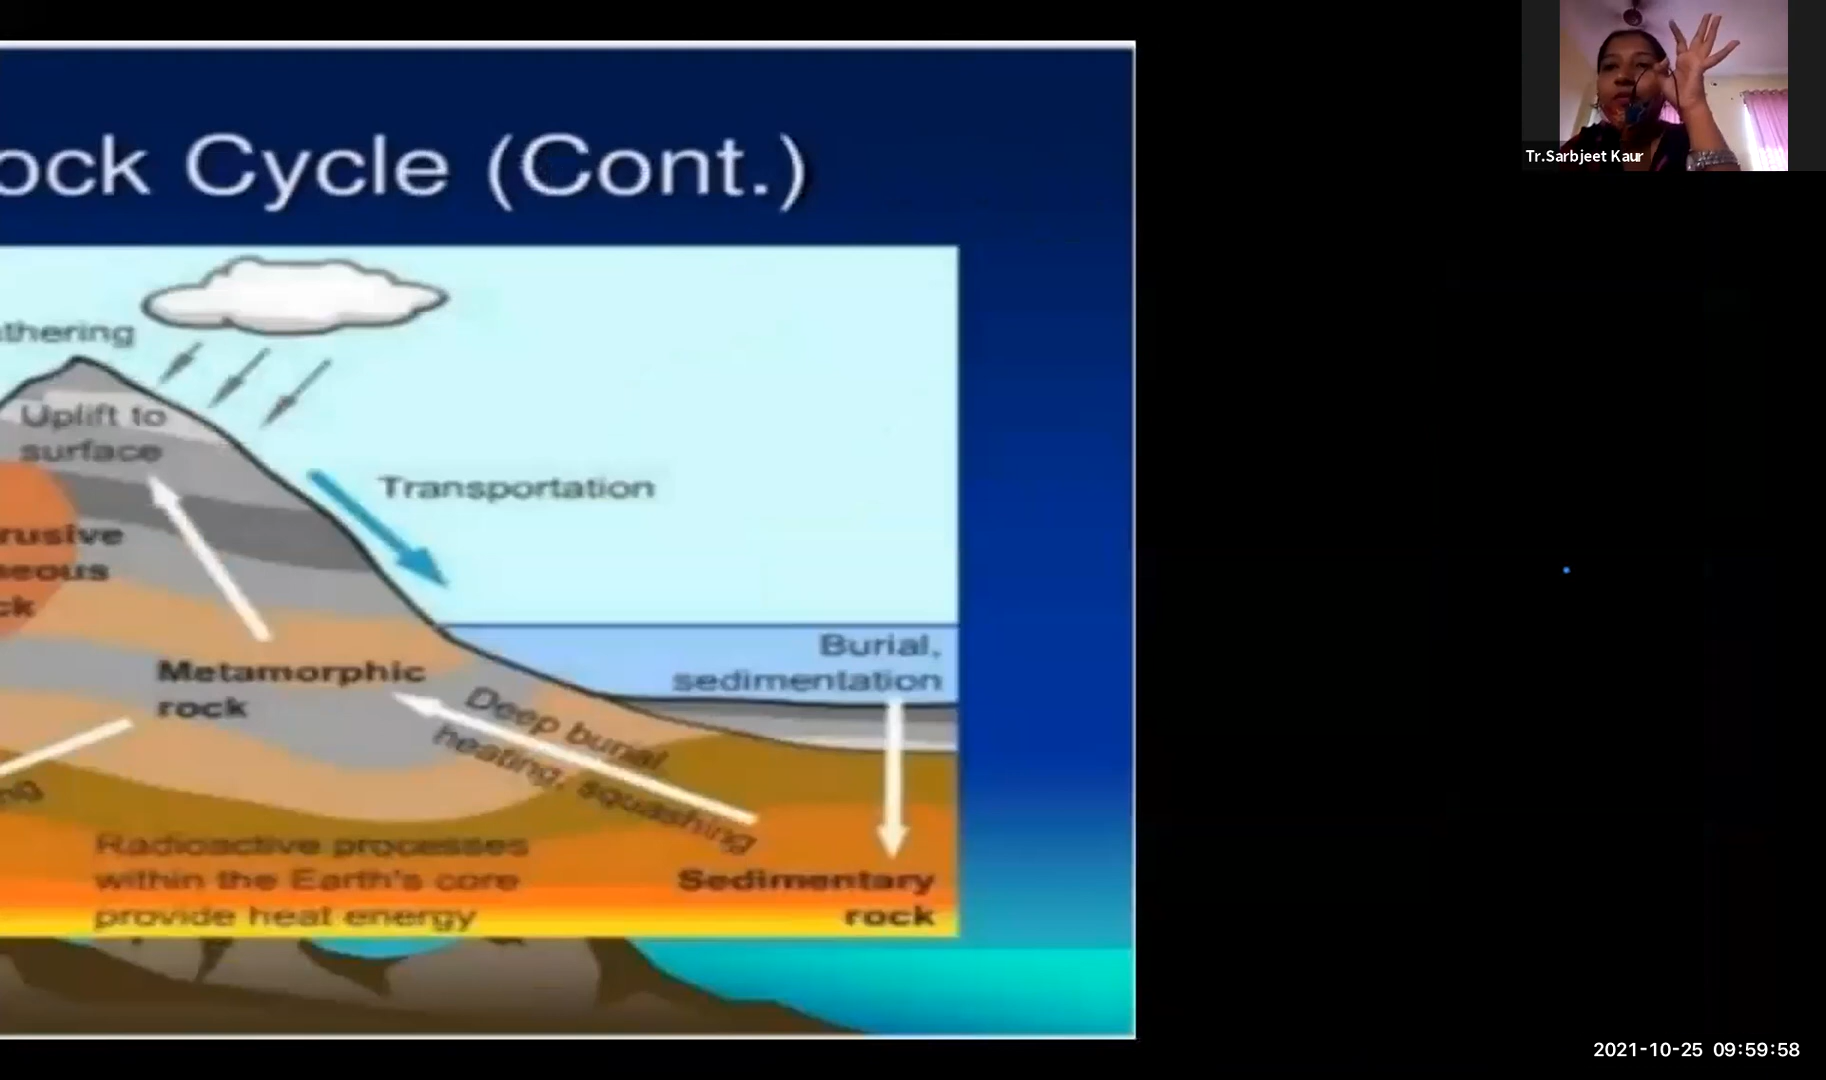 ock Cycle (Cont.)
Tr.Sarbjeet Kaur
thering
Uplift to
surface
Transportation
rusive
eous
ck
Burial,
sedimentation
Metamorphic
rock
Deep burial,
heating, squashing
ng
Radioactive processes
within the Earth's core
provide heat energy
Sedimentary
rock
2021-10-25 09:59:58